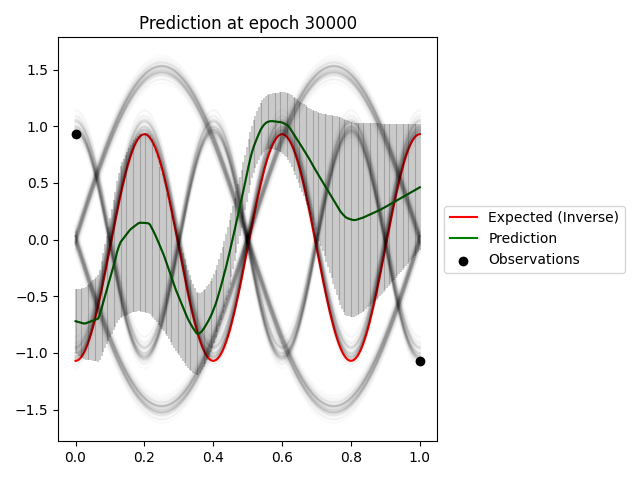 Prediction at epoch 30000
1.5
1.0
0.5
0.0
−0.5
−1.0
−1.5
0.0 0.2 0.4 0.6 0.8 1.0
Expected (Inverse)
Prediction
Observations